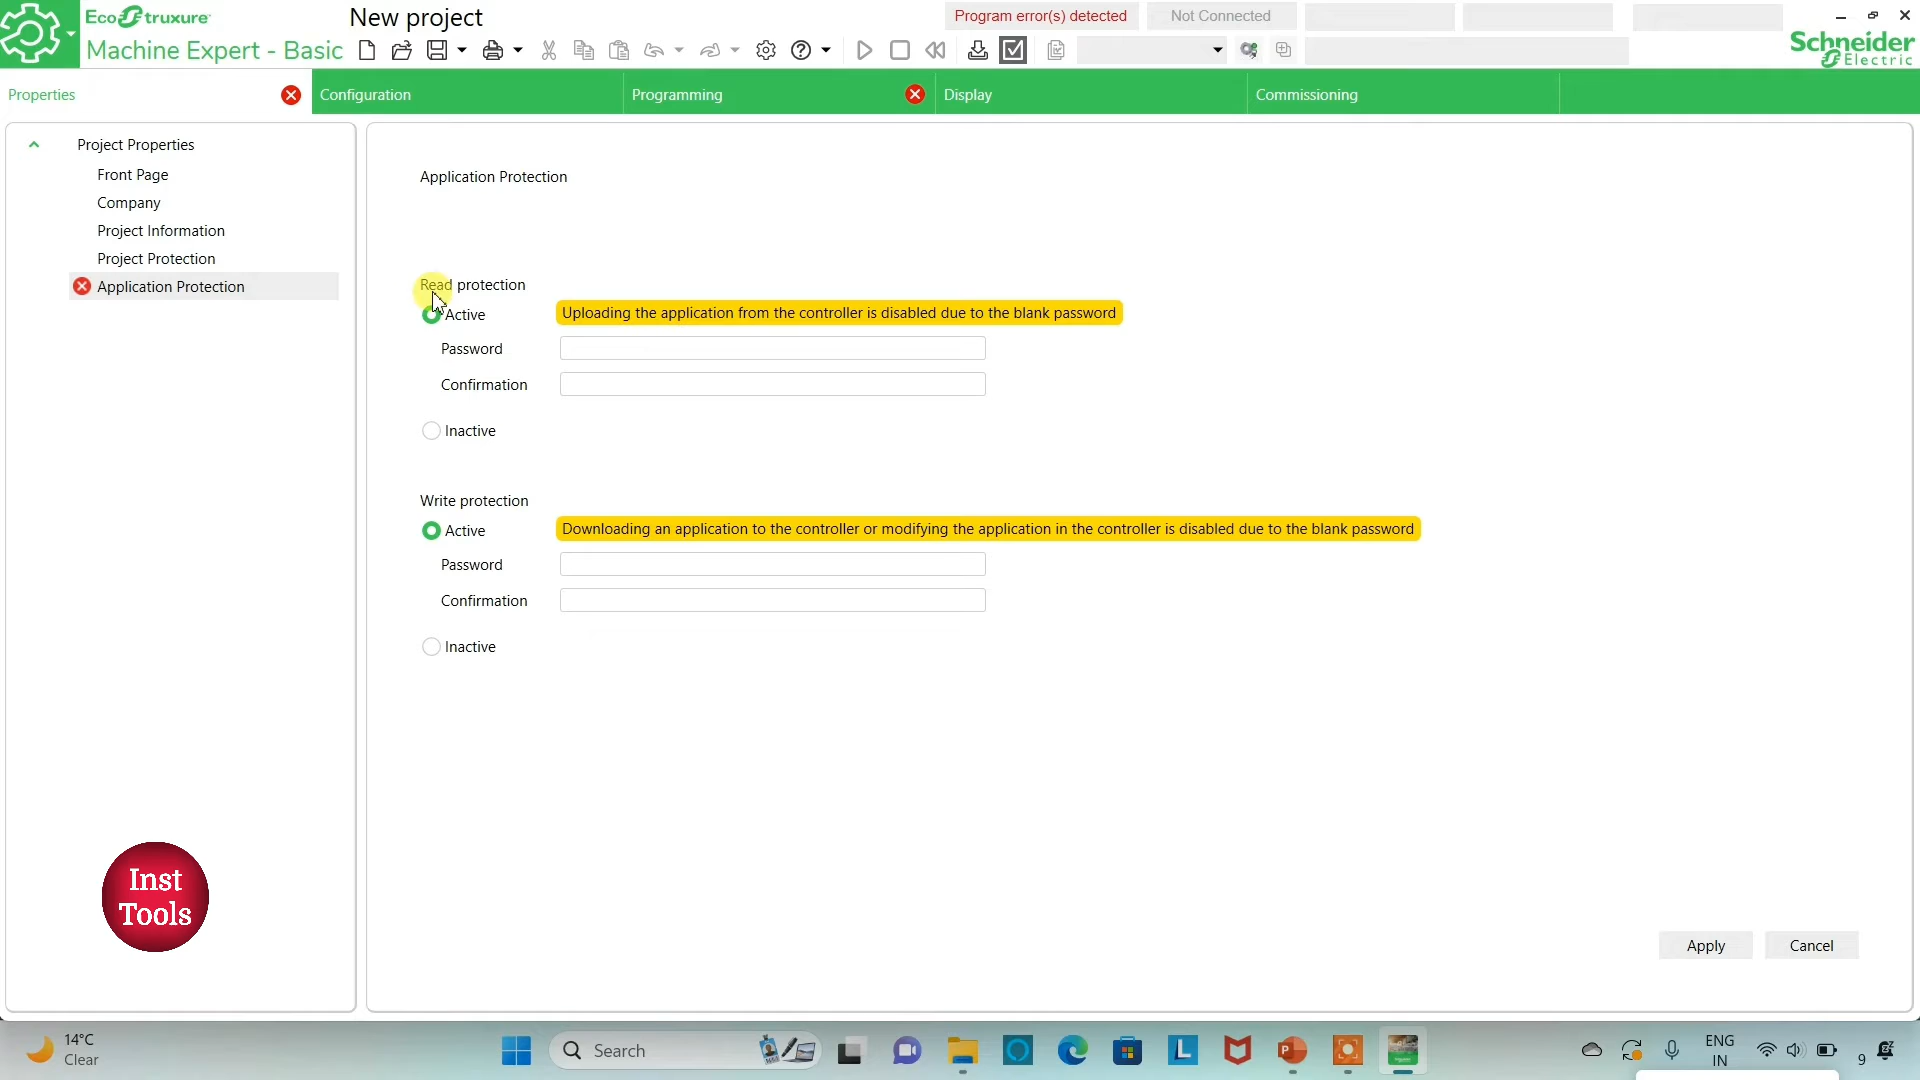 EcoStruxure
Machine Expert - Basic
New project
Program error(s) detected
Not Connected
Schneider
Electric
Properties
Configuration
Programming
Display
Commissioning
Project Properties
Front Page
Company
Project Information
Project Protection
Application Protection
Application Protection
Read protection
Active
Uploading the application from the controller is disabled due to the blank password
Password
Confirmation
Inactive
Write protection
Active
Downloading an application to the controller or modifying the application in the controller is disabled due to the blank password
Password
Confirmation
Inactive
Inst
Tools
Apply
Cancel
14°C
Clear
Search
ENG
IN
9